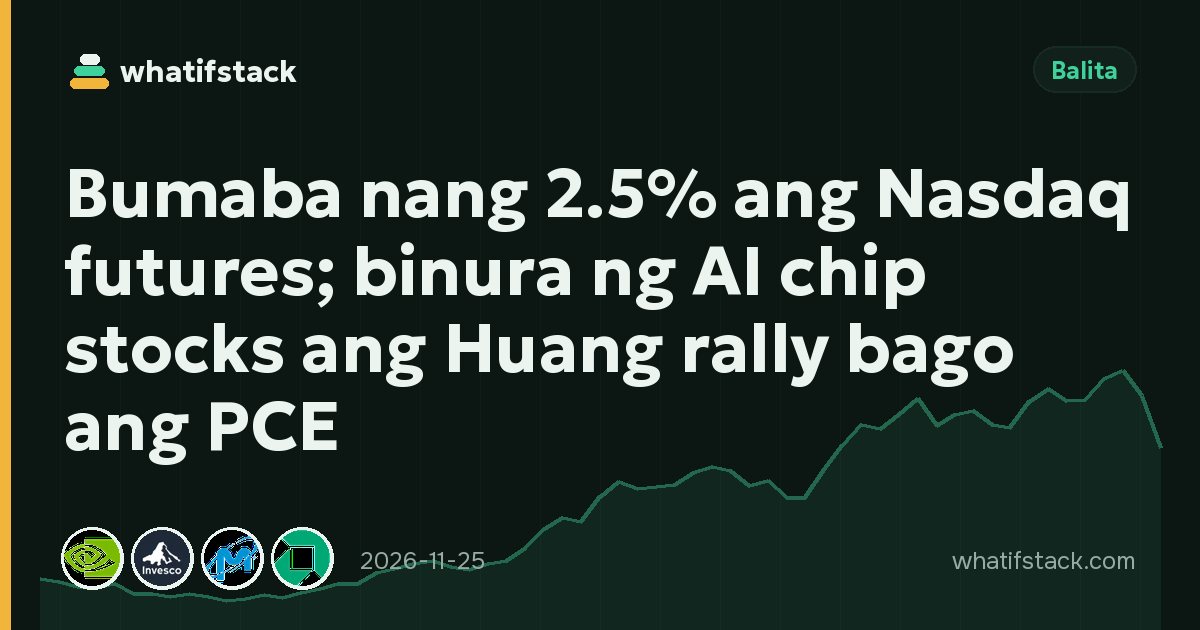 whatifstack
Balita
Bumaba nang 2.5% ang Nasdaq
futures; binura ng AI chip
stocks ang Huang rally bago
ang PCE
Invesco
2026-11-25
whatifstack.com